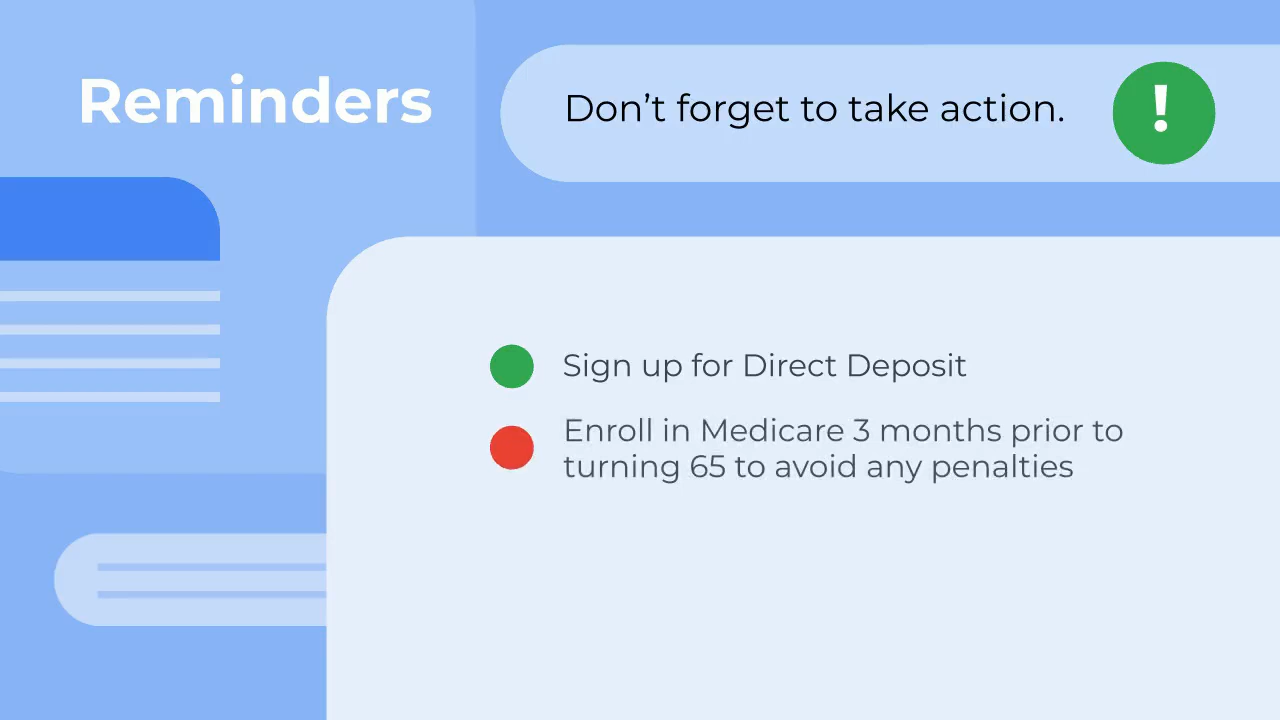 Reminders
Don’t forget to take action.
!
Sign up for Direct Deposit
Enroll in Medicare 3 months prior to
turning 65 to avoid any penalties